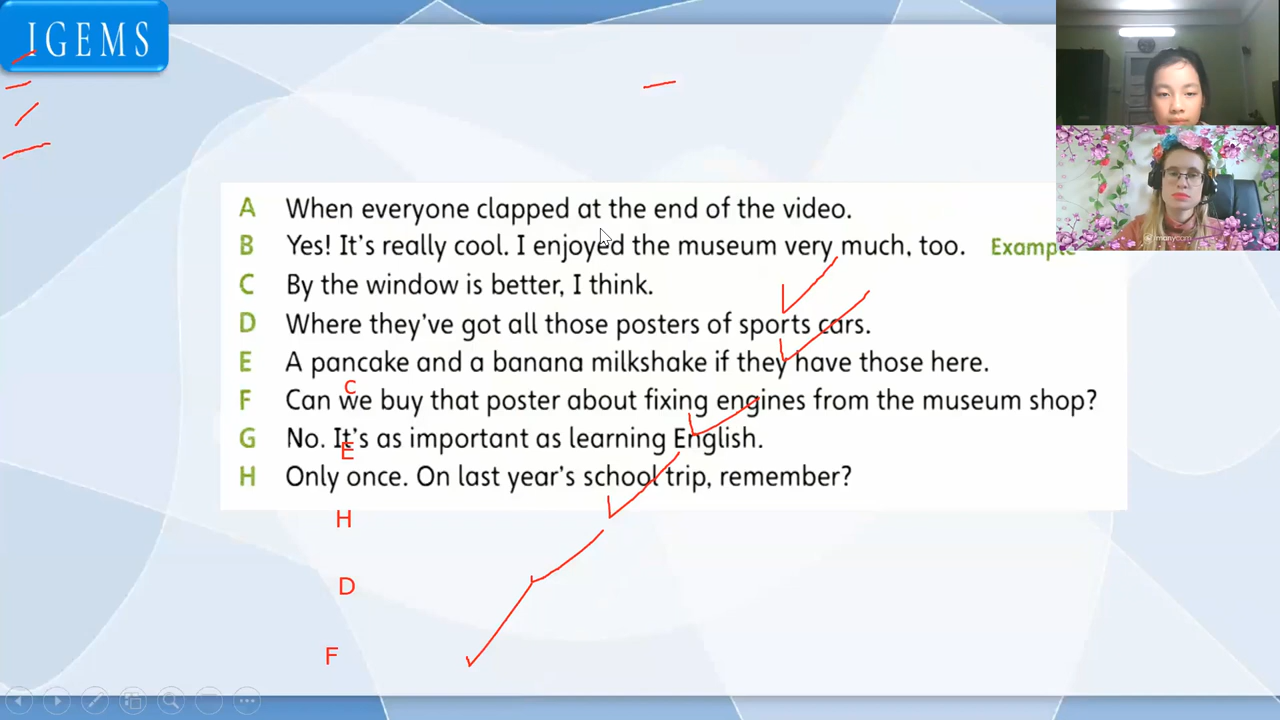 IGEMS
A When everyone clapped at the end of the video.
B Yes! It's really cool. I enjoyed the museum very much, too. Example
C By the window is better, I think.
D Where they've got all those posters of sports cars.
E A pancake and a banana milkshake if they have those here.
C
F Can we buy that poster about fixing engines from the museum shop?
G No. It's as important as learning English.
E
H Only once. On last year's school trip, remember?
H
D
F